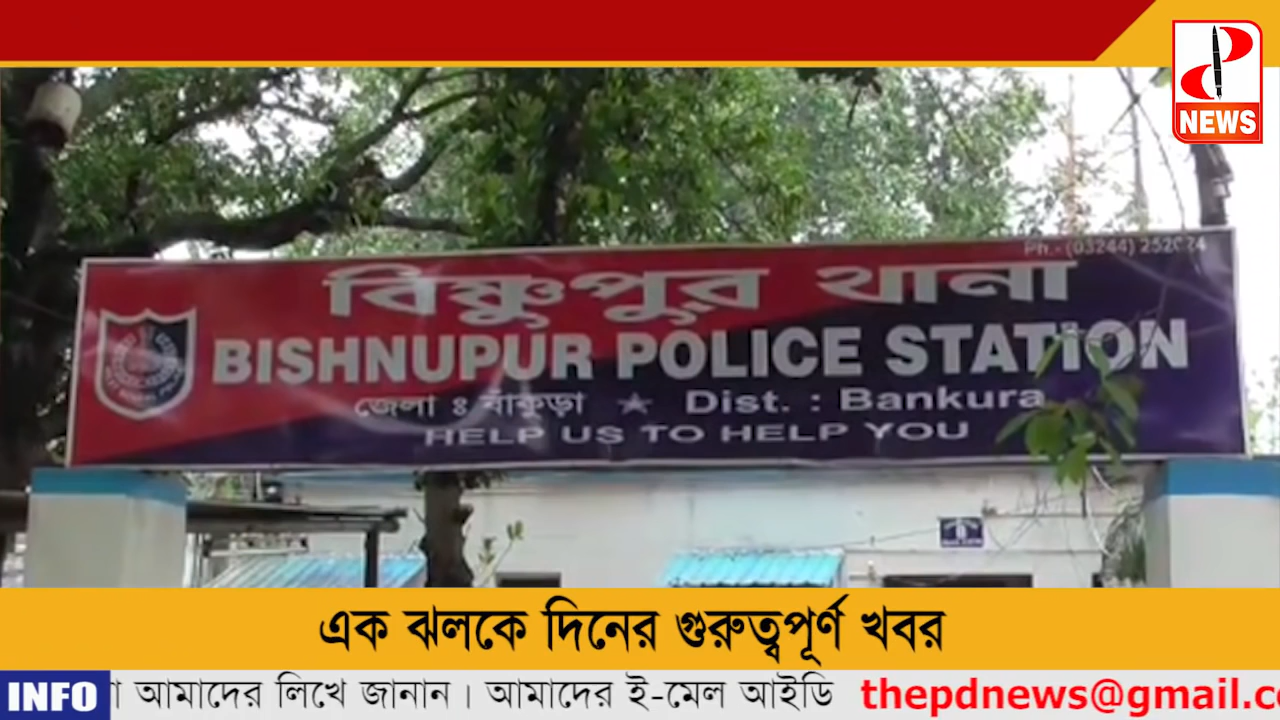 NEWS
Ph.- (03244) 252024
বিষ্ণুপুর থানা
BISHNUPUR POLICE STATION
জেলা ঃ বাঁকুড়া ★ Dist. : Bankura
HELP US TO HELP YOU
এক ঝলকে দিনের গুরুত্বপূর্ণ খবর
INFO আমাদের লিখে জানান। আমাদের ই-মেল আইডি thepdnews@gmail.c